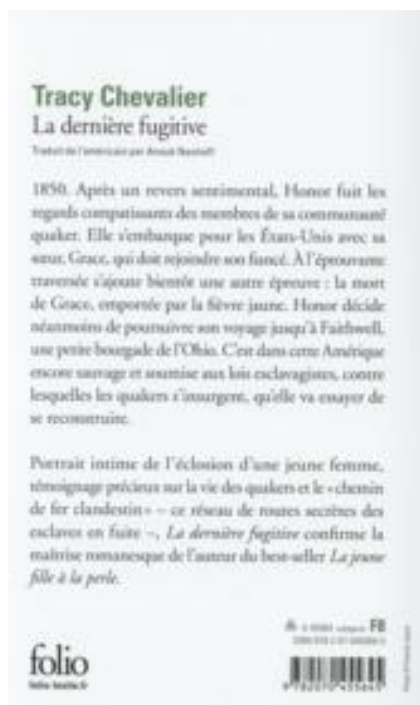 Tracy Chevalier
La dernière fugitive
Traduit de l'américain par Anouk Neuhoff
1850. Après un revers sentimental, Honor fuit les
regards compatissants des membres de sa communauté
quaker. Elle s'embarque pour les États-Unis avec sa
sœur, Grace, qui doit rejoindre son fiancé. À l'éprouvante
traversée s'ajoute bientôt une autre épreuve : la mort
de Grace, emportée par la fièvre jaune. Honor décide
néanmoins de poursuivre son voyage jusqu'à Faithwell,
une petite bourgade de l'Ohio. C'est dans cette Amérique
encore sauvage et soumise aux lois esclavagistes, contre
lesquelles les quakers s'insurgent, qu'elle va essayer de
se reconstruire.
Portrait intime de l'éclosion d'une jeune femme,
témoignage précieux sur la vie des quakers et le « chemin
de fer clandestin » – ce réseau de routes secrètes des
esclaves en fuite –, La dernière fugitive confirme la
maîtrise romanesque de l'auteur du best-seller La jeune
fille à la perle.
catégorie F8
folio
folio-lesite.fr